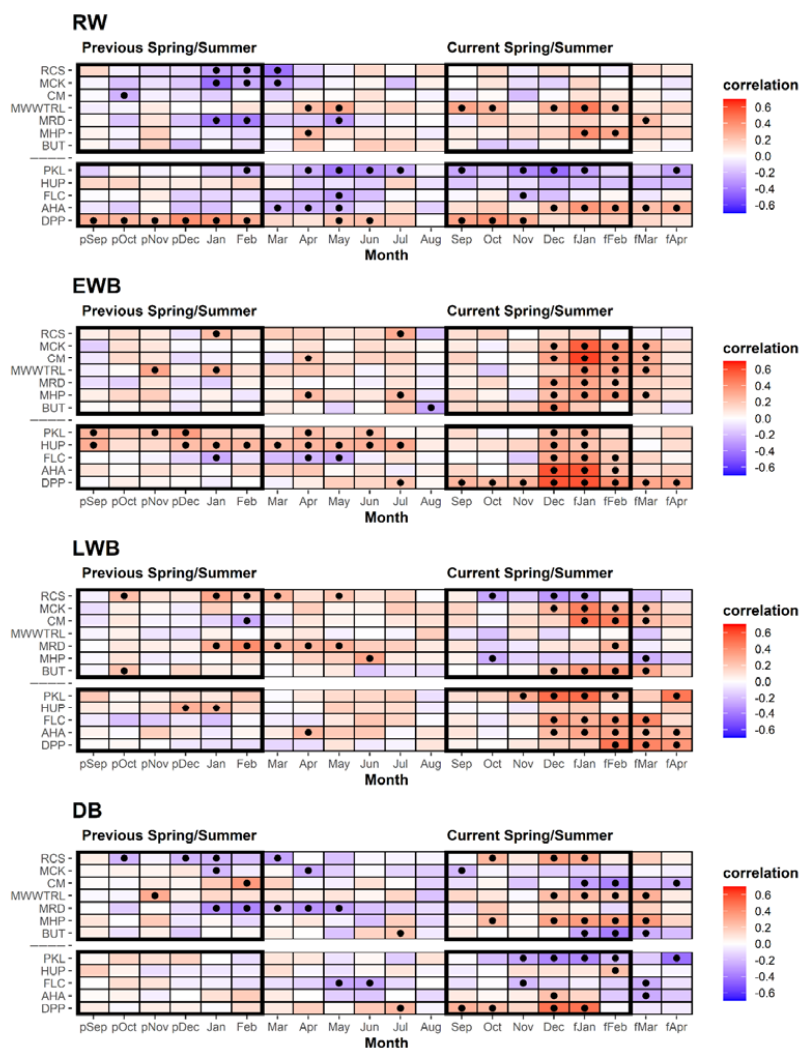 RW
Previous Spring/Summer Current Spring/Summer
RCS
MCK
CM
MWWTRL
MRD
MHP
BUT
————
PKL
HUP
FLC
AHA
DPP
pSep pOct pNov pDec Jan Feb Mar Apr May Jun Jul Aug Sep Oct Nov Dec fJan fFeb fMar fApr
Month
correlation
0.6
0.4
0.2
0.0
-0.2
-0.4
-0.6
EWB
Previous Spring/Summer Current Spring/Summer
RCS
MCK
CM
MWWTRL
MRD
MHP
BUT
————
PKL
HUP
FLC
AHA
DPP
pSep pOct pNov pDec Jan Feb Mar Apr May Jun Jul Aug Sep Oct Nov Dec fJan fFeb fMar fApr
Month
correlation
0.6
0.4
0.2
0.0
-0.2
-0.4
-0.6
LWB
Previous Spring/Summer Current Spring/Summer
RCS
MCK
CM
MWWTRL
MRD
MHP
BUT
————
PKL
HUP
FLC
AHA
DPP
pSep pOct pNov pDec Jan Feb Mar Apr May Jun Jul Aug Sep Oct Nov Dec fJan fFeb fMar fApr
Month
correlation
0.6
0.4
0.2
0.0
-0.2
-0.4
-0.6
DB
Previous Spring/Summer Current Spring/Summer
RCS
MCK
CM
MWWTRL
MRD
MHP
BUT
————
PKL
HUP
FLC
AHA
DPP
pSep pOct pNov pDec Jan Feb Mar Apr May Jun Jul Aug Sep Oct Nov Dec fJan fFeb fMar fApr
Month
correlation
0.6
0.4
0.2
0.0
-0.2
-0.4
-0.6